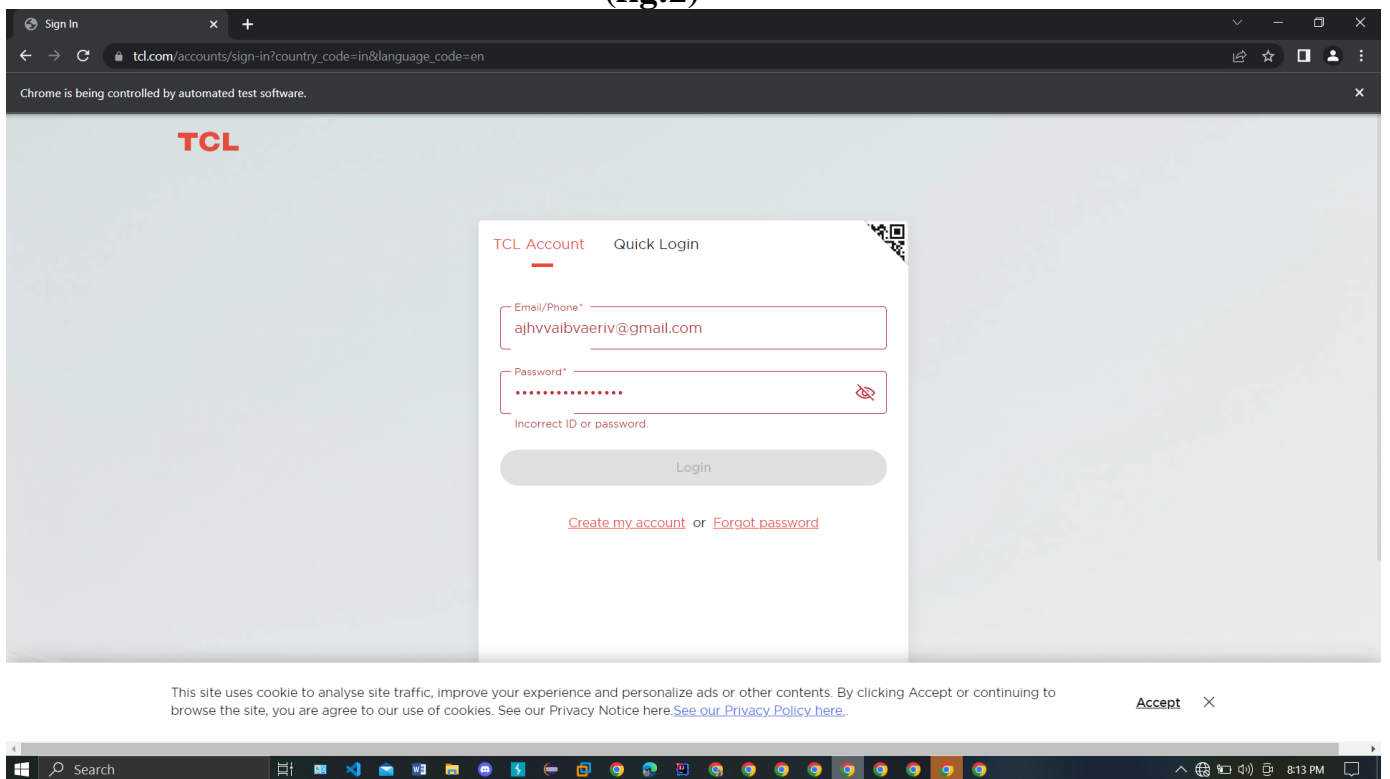 (fig.2)
Sign In
tcl.com/accounts/sign-in?country_code=in&language_code=en
Chrome is being controlled by automated test software.
TCL
TCL Account Quick Login
Email/Phone*
ajhvvaibvaeriv@gmail.com
Password*
••••••••••••••••
Incorrect ID or password.
Login
Create my account or Forgot password
This site uses cookie to analyse site traffic, improve your experience and personalize ads or other contents. By clicking Accept or continuing to
browse the site, you are agree to our use of cookies. See our Privacy Notice here.See our Privacy Policy here..
Accept
Search
8:13 PM